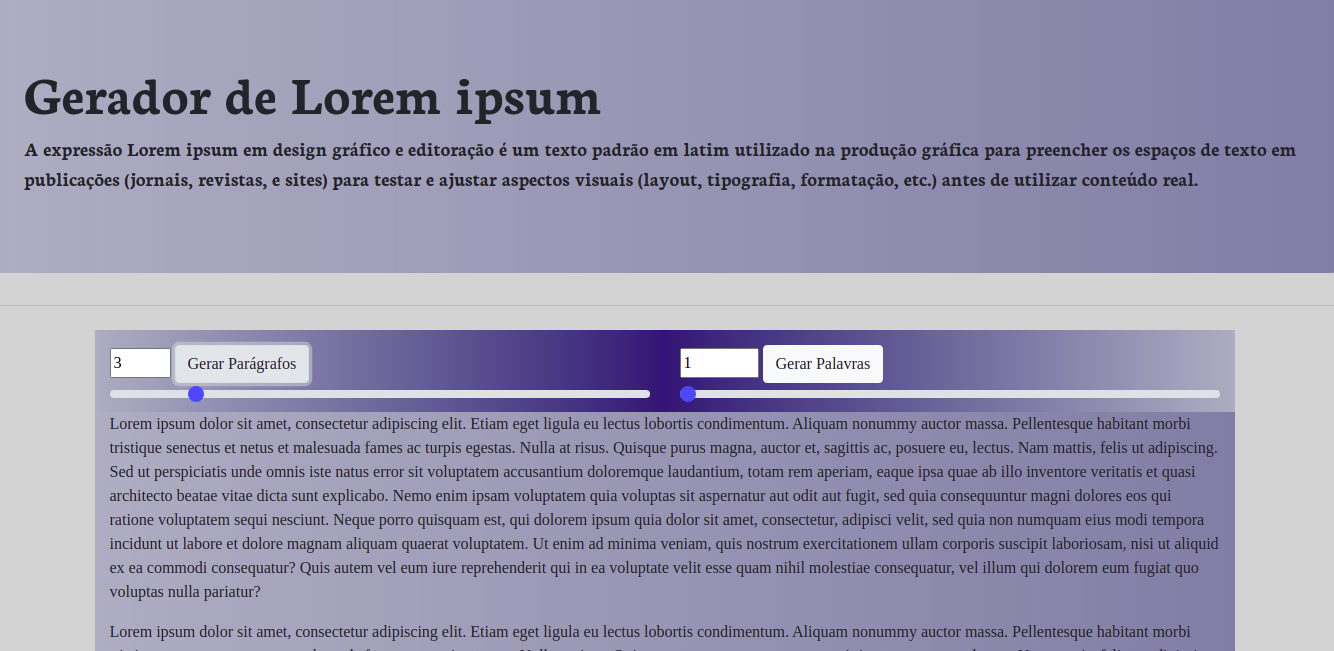 Gerador de Lorem ipsum
A expressão Lorem ipsum em design gráfico e editoração é um texto padrão em latim utilizado na produção gráfica para preencher os espaços de texto em
publicações (jornais, revistas, e sites) para testar e ajustar aspectos visuais (layout, tipografia, formatação, etc.) antes de utilizar conteúdo real.
3 Gerar Parágrafos 1 Gerar Palavras
Lorem ipsum dolor sit amet, consectetur adipiscing elit. Etiam eget ligula eu lectus lobortis condimentum. Aliquam nonummy auctor massa. Pellentesque habitant morbi
tristique senectus et netus et malesuada fames ac turpis egestas. Nulla at risus. Quisque purus magna, auctor et, sagittis ac, posuere eu, lectus. Nam mattis, felis ut adipiscing.
Sed ut perspiciatis unde omnis iste natus error sit voluptatem accusantium doloremque laudantium, totam rem aperiam, eaque ipsa quae ab illo inventore veritatis et quasi
architecto beatae vitae dicta sunt explicabo. Nemo enim ipsam voluptatem quia voluptas sit aspernatur aut odit aut fugit, sed quia consequuntur magni dolores eos qui
ratione voluptatem sequi nesciunt. Neque porro quisquam est, qui dolorem ipsum quia dolor sit amet, consectetur, adipisci velit, sed quia non numquam eius modi tempora
incidunt ut labore et dolore magnam aliquam quaerat voluptatem. Ut enim ad minima veniam, quis nostrum exercitationem ullam corporis suscipit laboriosam, nisi ut aliquid
ex ea commodi consequatur? Quis autem vel eum iure reprehenderit qui in ea voluptate velit esse quam nihil molestiae consequatur, vel illum qui dolorem eum fugiat quo
voluptas nulla pariatur?
Lorem ipsum dolor sit amet, consectetur adipiscing elit. Etiam eget ligula eu lectus lobortis condimentum. Aliquam nonummy auctor massa. Pellentesque habitant morbi